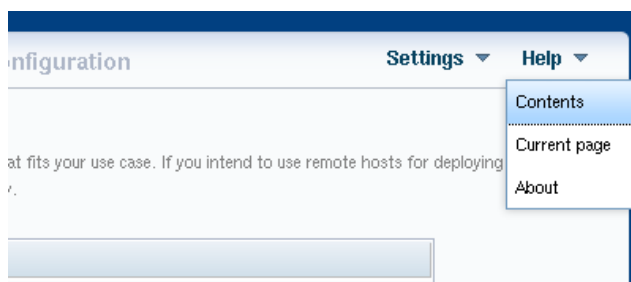 nfiguration
Settings
Help
Contents
Current page
About
at fits your use case. If you intend to use remote hosts for deploying